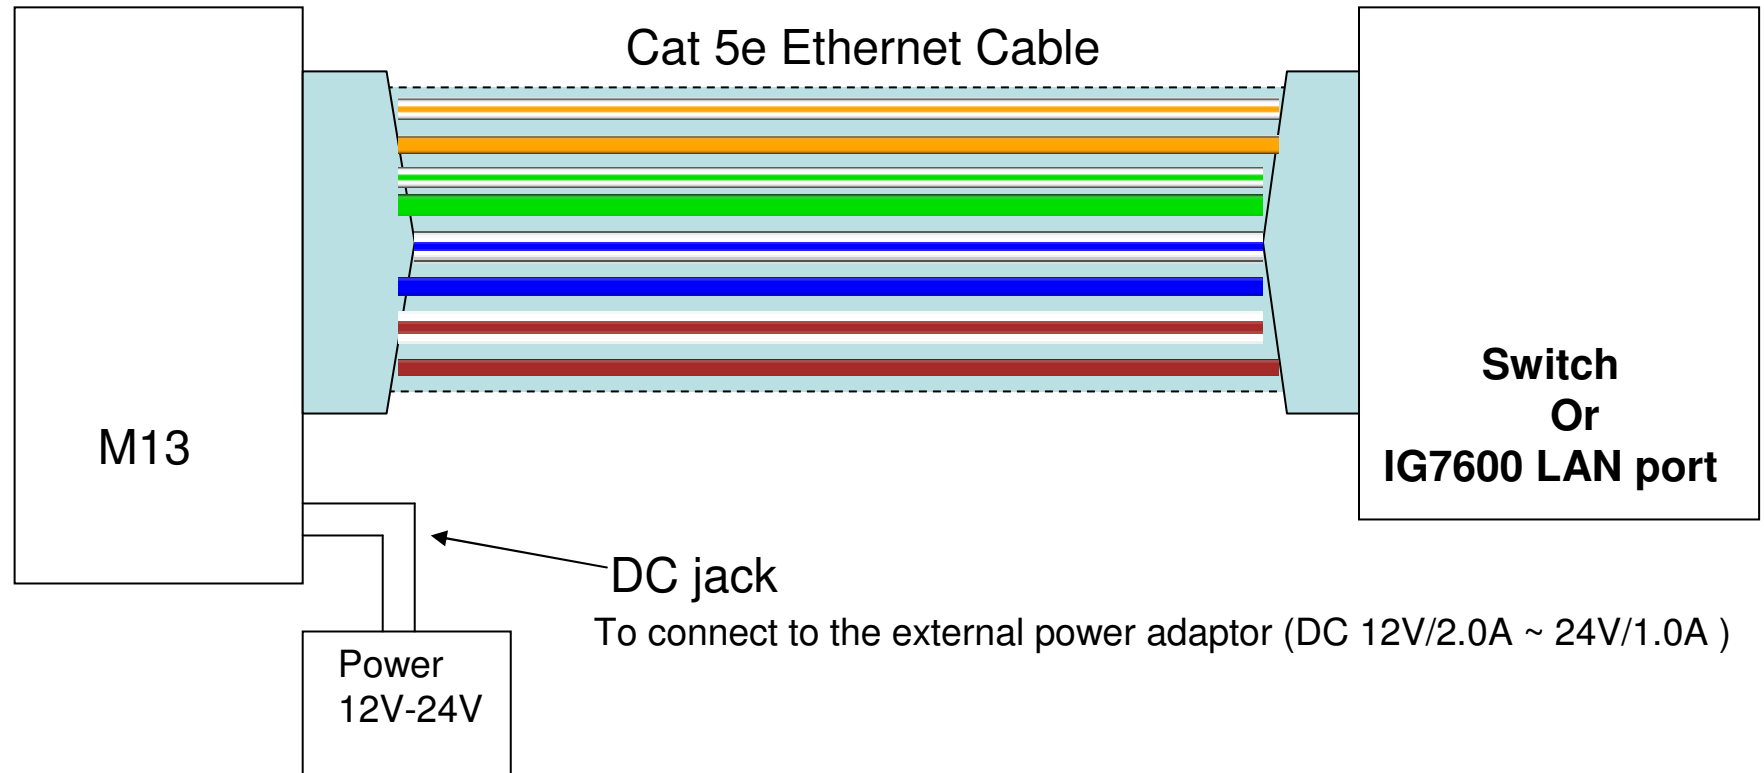 Cat 5e Ethernet Cable
Switch
Or
IG7600 LAN port
M13
DC jack
To connect to the external power adaptor (DC 12V/2.0A ~ 24V/1.0A )
Power
12V-24V